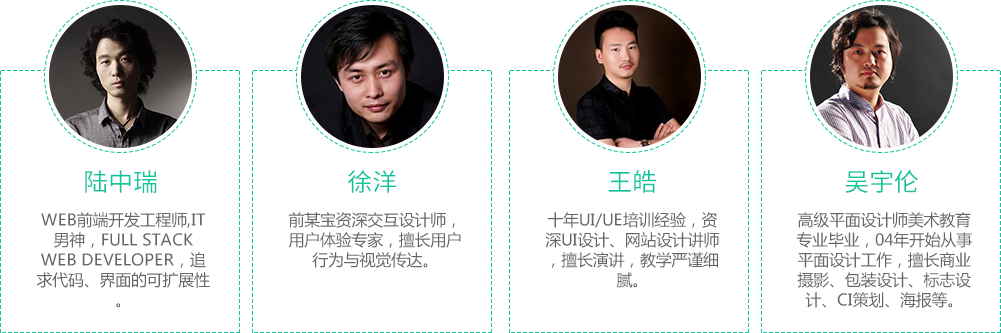 陆中瑞
WEB前端开发工程师,IT
男神，FULL STACK
WEB DEVELOPER，追
求代码、界面的可扩展性
。
徐洋
前某宝资深交互设计师，
用户体验专家，擅长用户
行为与视觉传达。
王皓
十年UI/UE培训经验，资
深UI设计、网站设计讲师
，擅长演讲，教学严谨细
腻。
吴宇伦
高级平面设计师美术教育
专业毕业，04年开始从事
平面设计工作，擅长商业
摄影、包装设计、标志设
计、CI策划、海报等。